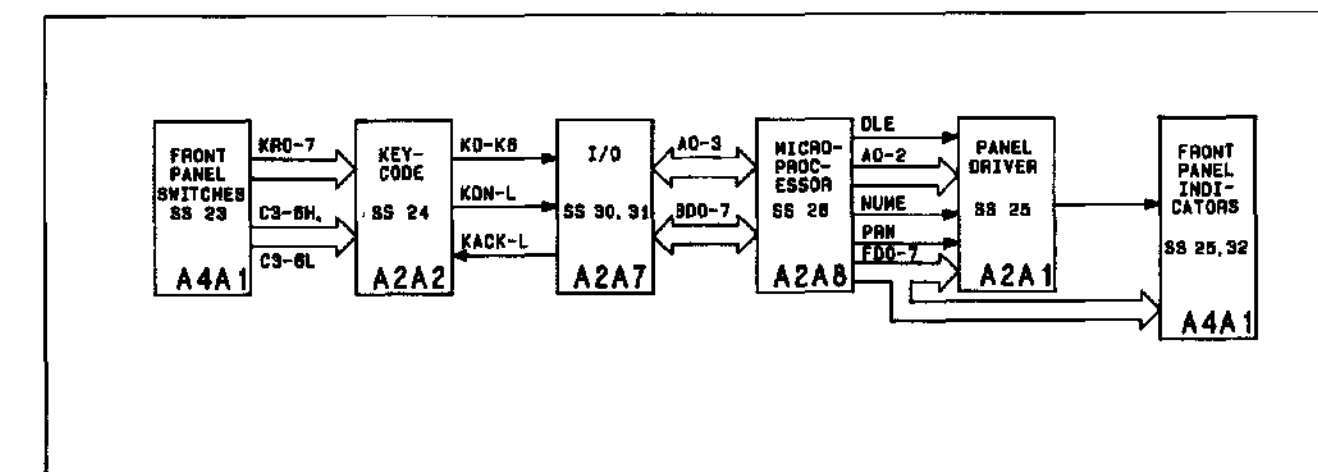 FRONT
PANEL
SWITCHES
SS 23
A4A1
KR0-7
C3-6H,
C3-6L
KEY-
CODE
SS 24
A2A2
K0-K6
KDN-L
KACK-L
I/O
SS 30, 31
A2A7
A0-3
BD0-7
MICRO-
PROC-
ESSOR
SS 26
A2A8
DLE
A0-2
NUME
PAN
FD0-7
PANEL
DRIVER
SS 25
A2A1
FRONT
PANEL
INDI-
CATORS
SS 25, 32
A4A1